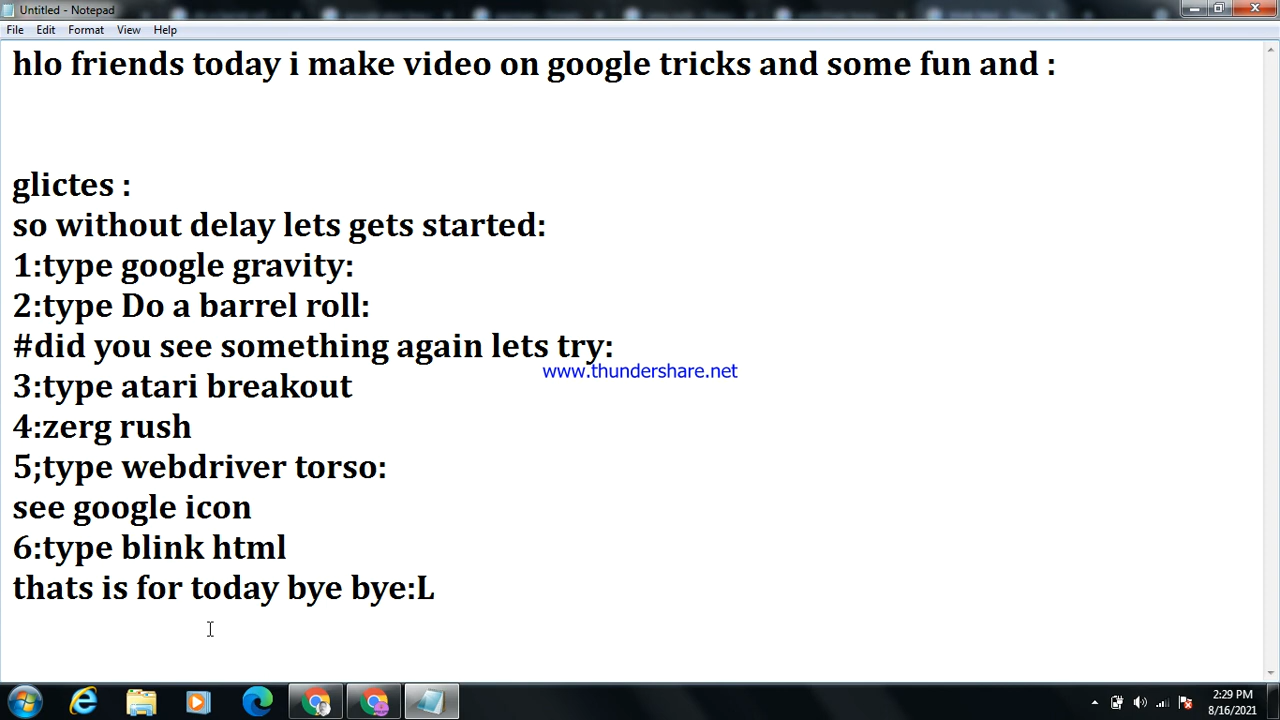 Untitled - Notepad
File Edit Format View Help
hlo friends today i make video on google tricks and some fun and :
glictes :
so without delay lets gets started:
1:type google gravity:
2:type Do a barrel roll:
#did you see something again lets try:
www.thundershare.net
3:type atari breakout
4:zerg rush
5;type webdriver torso:
see google icon
6:type blink html
thats is for today bye bye:L
2:29 PM
8/16/2021